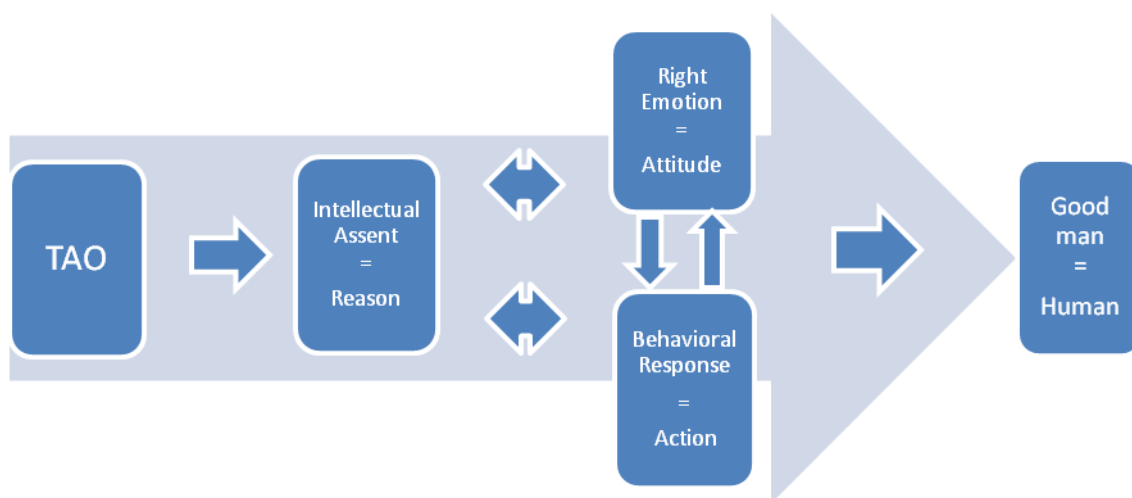 TAO
Intellectual
Assent
=
Reason
Right
Emotion
=
Attitude
Behavioral
Response
=
Action
Good
man
=
Human